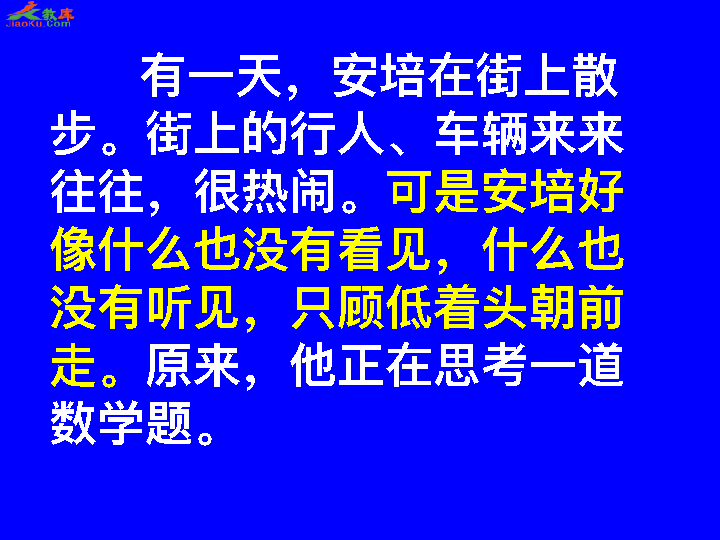 教库
JiaoKu.Com
有一天，安培在街上散
步。街上的行人、车辆来来
往往，很热闹。可是安培好
像什么也没有看见，什么也
没有听见，只顾低着头朝前
走。原来，他正在思考一道
数学题。